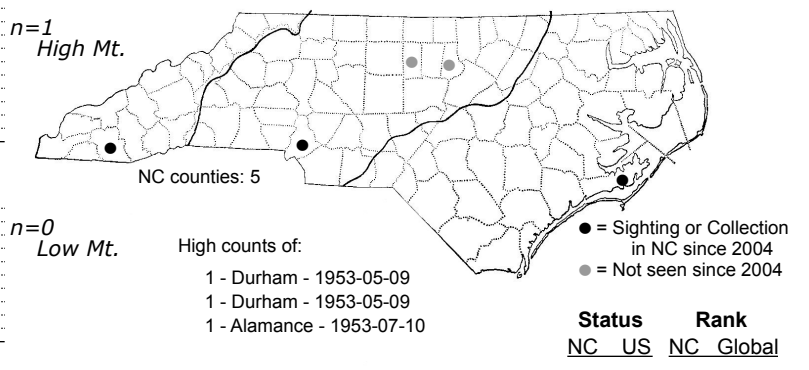 n=1
High Mt.
NC counties: 5
n=0
Low Mt.
High counts of:
1 - Durham - 1953-05-09
1 - Durham - 1953-05-09
1 - Alamance - 1953-07-10
● = Sighting or Collection
in NC since 2004
● = Not seen since 2004
Status Rank
NC US NC Global